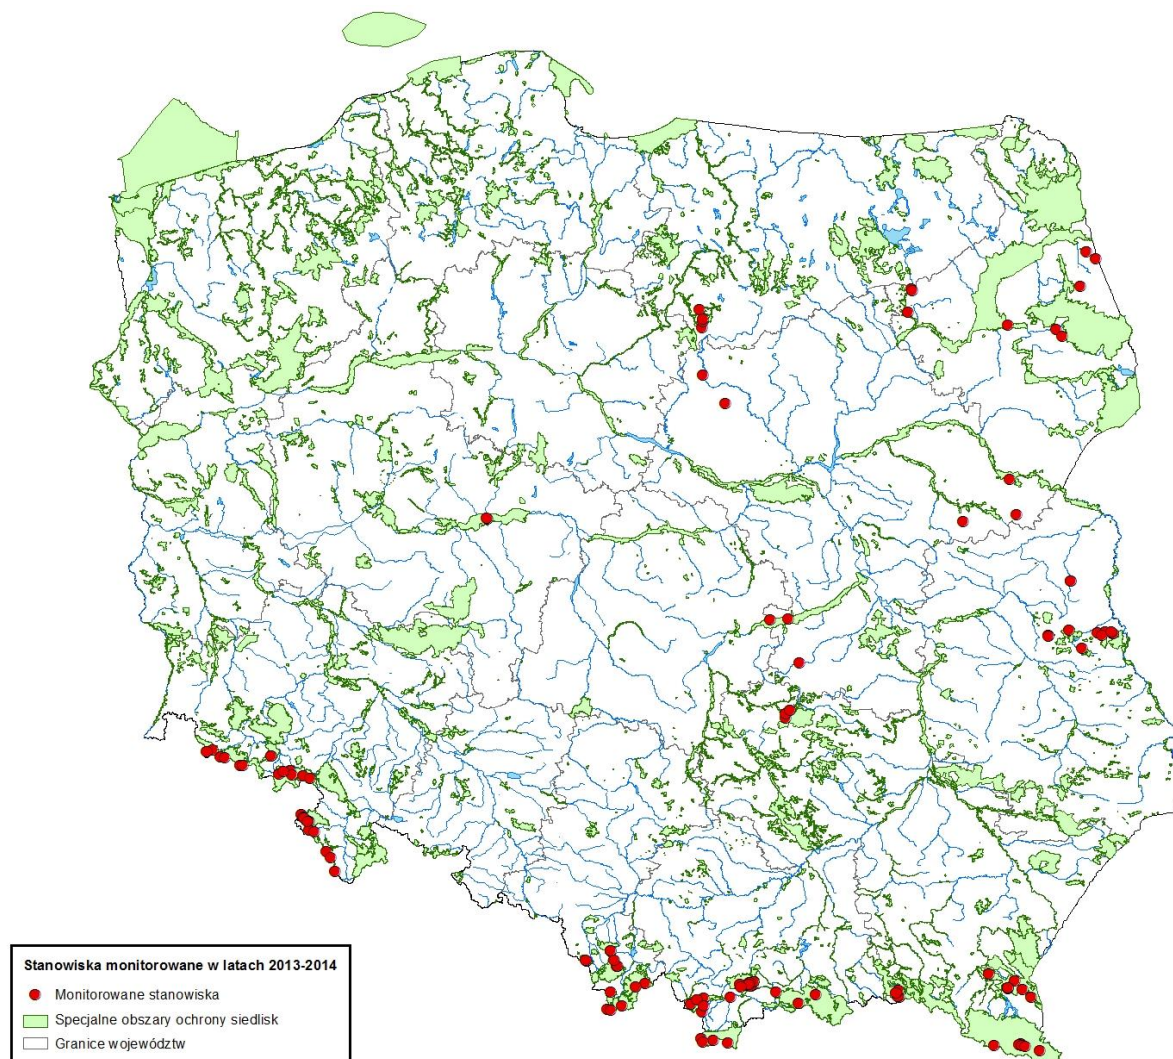 Stanowiska monitorowane w latach 2013-2014
Monitorowane stanowiska
Specjalne obszary ochrony siedlisk
Granice województw